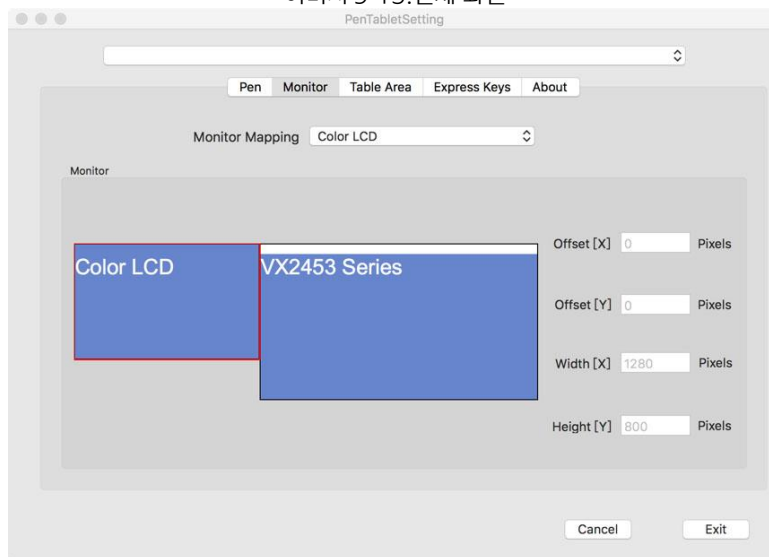 PenTabletSetting
Pen Monitor Table Area Express Keys About
Monitor Mapping Color LCD
Monitor
Color LCD
VX2453 Series
Offset [X] 0 Pixels
Offset [Y] 0 Pixels
Width [X] 1280 Pixels
Height [Y] 800 Pixels
Cancel Exit